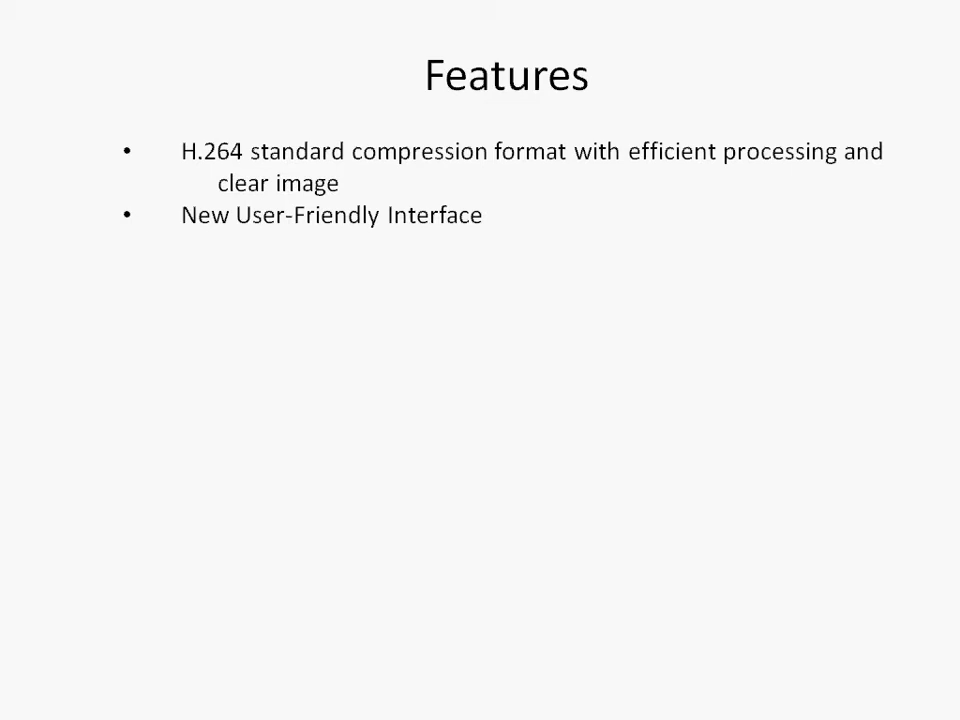 Features
• H.264 standard compression format with efficient processing and
clear image
• New User-Friendly Interface